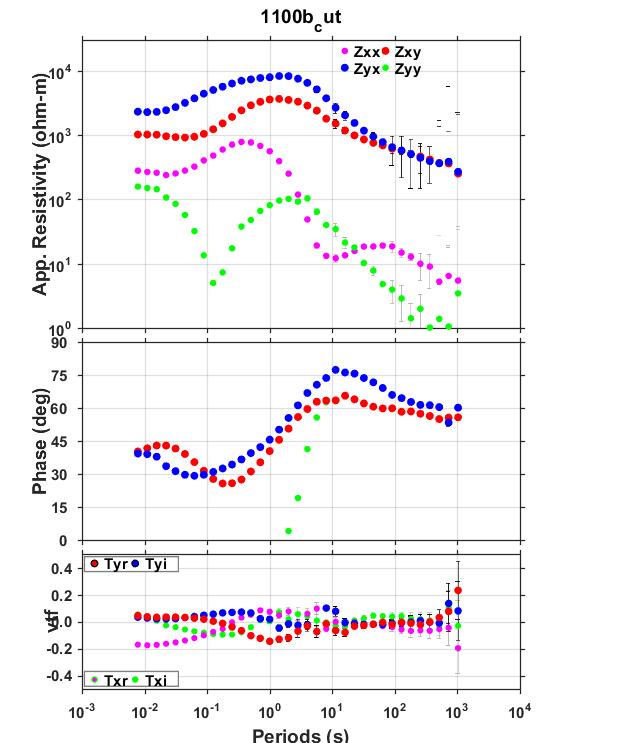 1100b_cut
App. Resistivity (ohm-m)
10^4
10^3
10^2
10^1
10^0
Zxx Zxy
Zyx Zyy
Phase (deg)
90
75
60
45
30
15
0
vtf
0.4
0.2
0.0
-0.2
-0.4
Tyr Tyi
Txr Txi
10^-3 10^-2 10^-1 10^0 10^1 10^2 10^3 10^4
Periods (s)